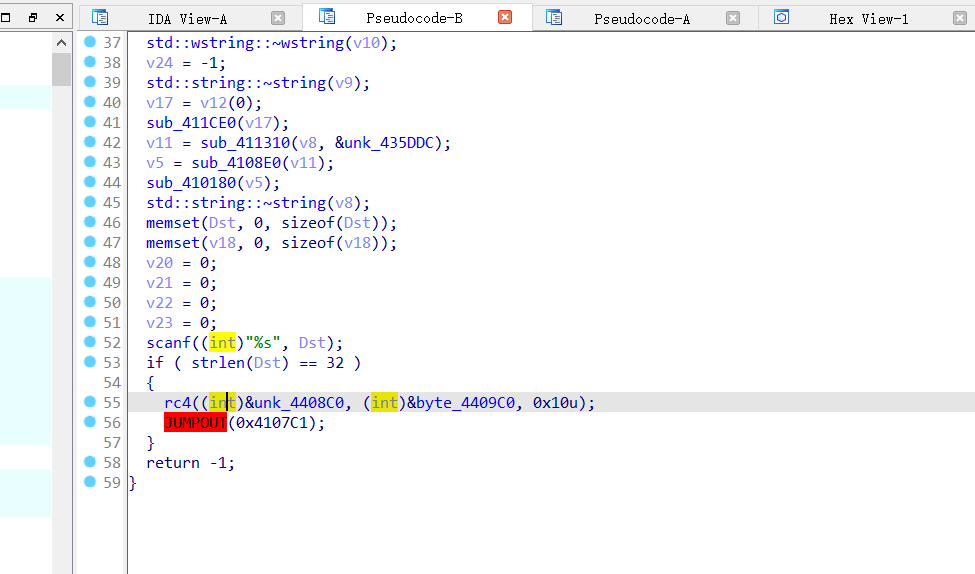 IDA View-A Pseudocode-B Pseudocode-A Hex View-1
37 std::wstring::~wstring(v10);
38 v24 = -1;
39 std::string::~string(v9);
40 v17 = v12(0);
41 sub_411CE0(v17);
42 v11 = sub_411310(v8, &unk_435DDC);
43 v5 = sub_4108E0(v11);
44 sub_410180(v5);
45 std::string::~string(v8);
46 memset(Dst, 0, sizeof(Dst));
47 memset(v18, 0, sizeof(v18));
48 v20 = 0;
49 v21 = 0;
50 v22 = 0;
51 v23 = 0;
52 scanf((int)"%s", Dst);
53 if ( strlen(Dst) == 32 )
54 {
55 rc4((int)&unk_4408C0, (int)&byte_4409C0, 0x10u);
56 JUMPOUT(0x4107C1);
57 }
58 return -1;
59 }